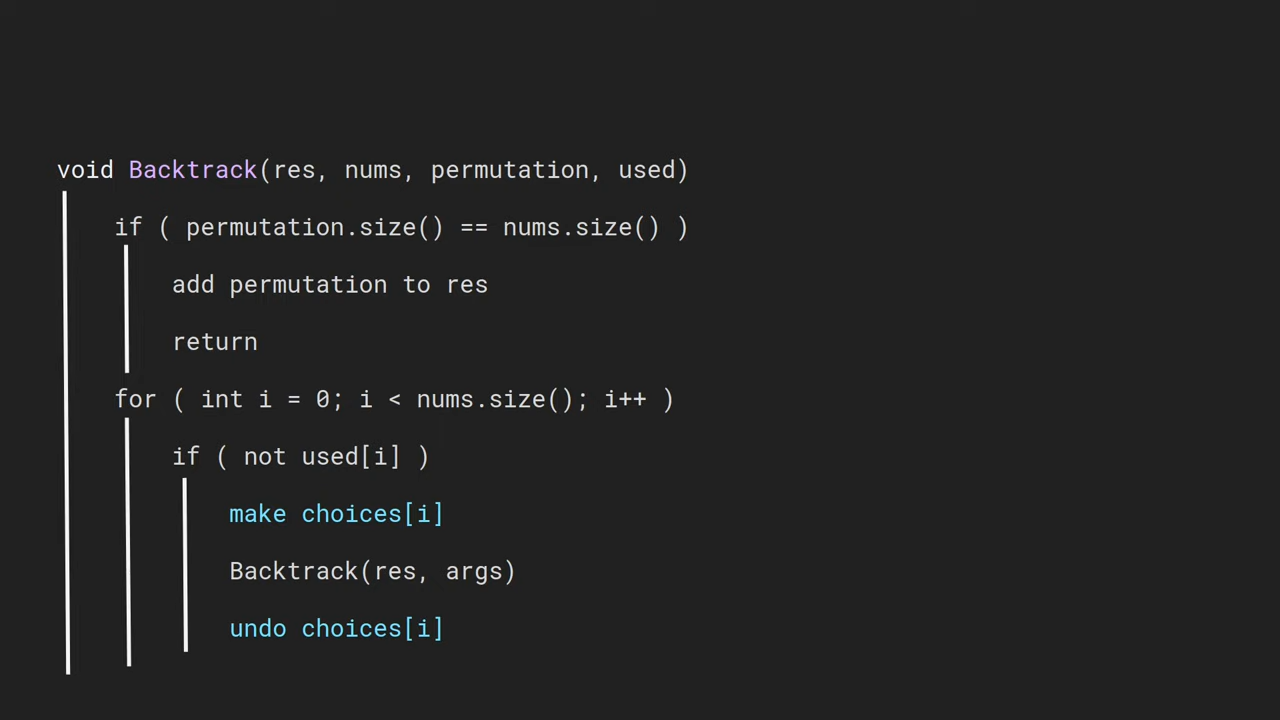 void Backtrack(res, nums, permutation, used)
if ( permutation.size() == nums.size() )
add permutation to res
return
for ( int i = 0; i < nums.size(); i++ )
if ( not used[i] )
make choices[i]
Backtrack(res, args)
undo choices[i]